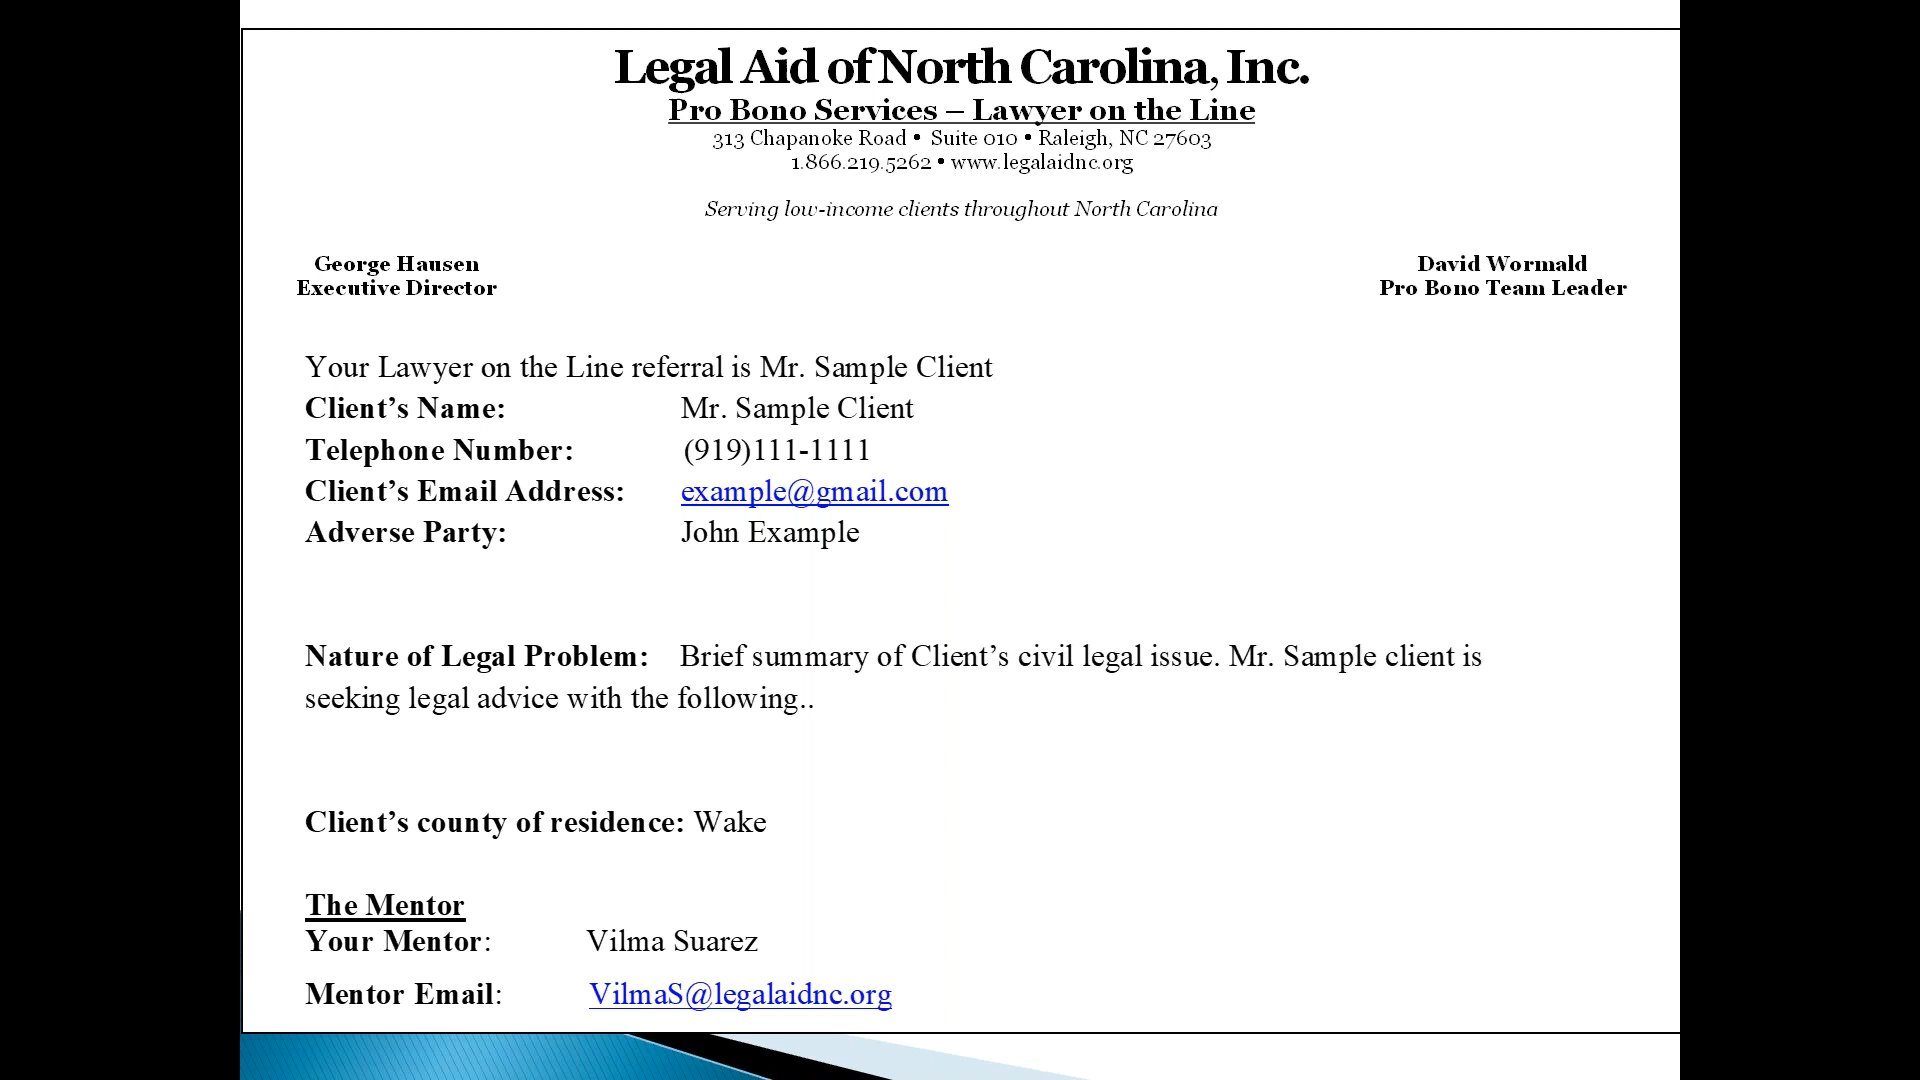 Legal Aid of North Carolina, Inc.
Pro Bono Services – Lawyer on the Line
313 Chapanoke Road • Suite 010 • Raleigh, NC 27603
1.866.219.5262 • www.legalaidnc.org
Serving low-income clients throughout North Carolina
George Hausen David Wormald
Executive Director Pro Bono Team Leader
Your Lawyer on the Line referral is Mr. Sample Client
Client’s Name: Mr. Sample Client
Telephone Number: (919)111-1111
Client’s Email Address: example@gmail.com
Adverse Party: John Example
Nature of Legal Problem: Brief summary of Client’s civil legal issue. Mr. Sample client is
seeking legal advice with the following..
Client’s county of residence: Wake
The Mentor
Your Mentor: Vilma Suarez
Mentor Email: VilmaS@legalaidnc.org